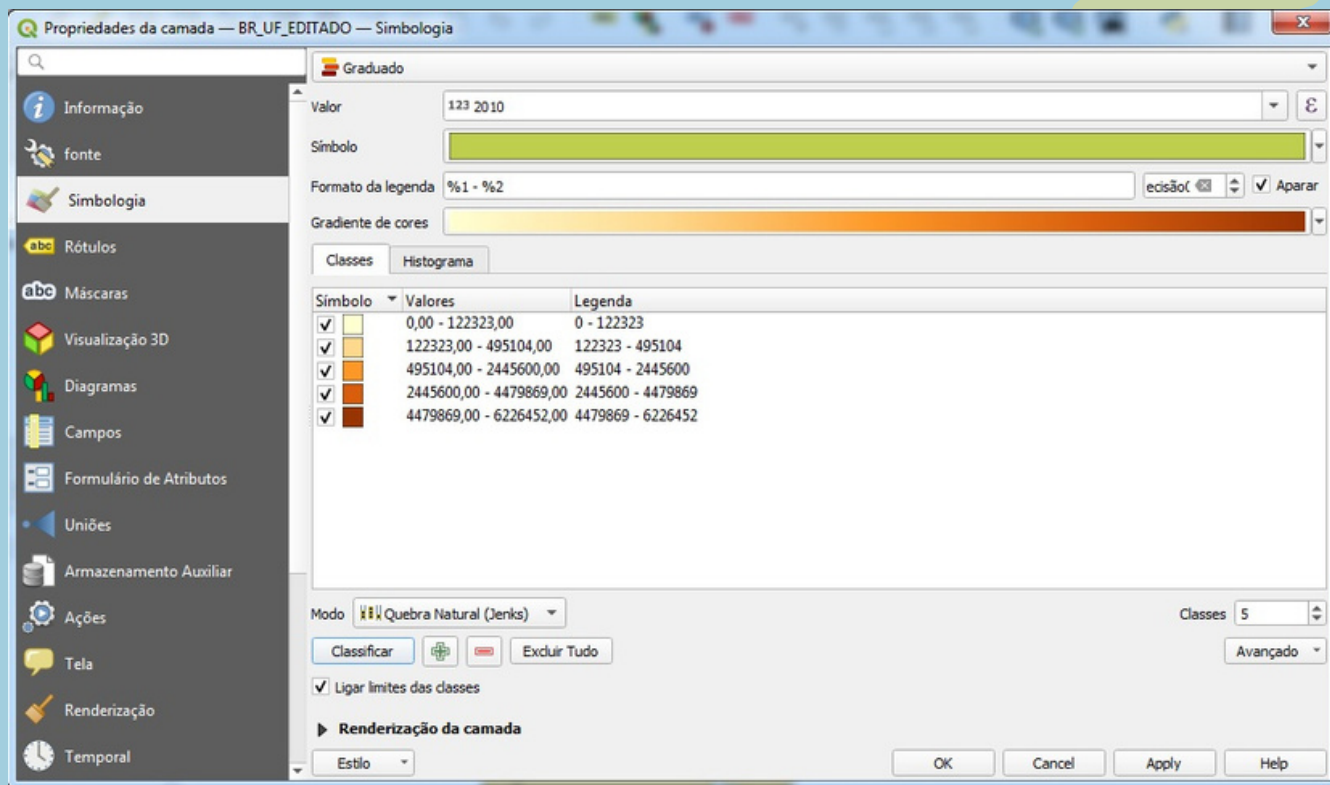 Propriedades da camada — BR_UF_EDITADO — Simbologia
Graduado
Informação
Valor 123 2010 ε
fonte
Símbolo
Simbologia
Formato da legenda %1 - %2 ecisão( Aparar
Gradiente de cores
abc Rótulos
Classes Histograma
abc Máscaras
Símbolo Valores Legenda
0,00 - 122323,00 0 - 122323
Visualização 3D
122323,00 - 495104,00 122323 - 495104
495104,00 - 2445600,00 495104 - 2445600
Diagramas
2445600,00 - 4479869,00 2445600 - 4479869
4479869,00 - 6226452,00 4479869 - 6226452
Campos
Formulário de Atributos
Uniões
Armazenamento Auxiliar
Ações
Modo Quebra Natural (Jenks) Classes 5
Classificar Excluir Tudo Avançado
Tela
Ligar limites das classes
Renderização
Renderização da camada
Temporal
Estilo OK Cancel Apply Help